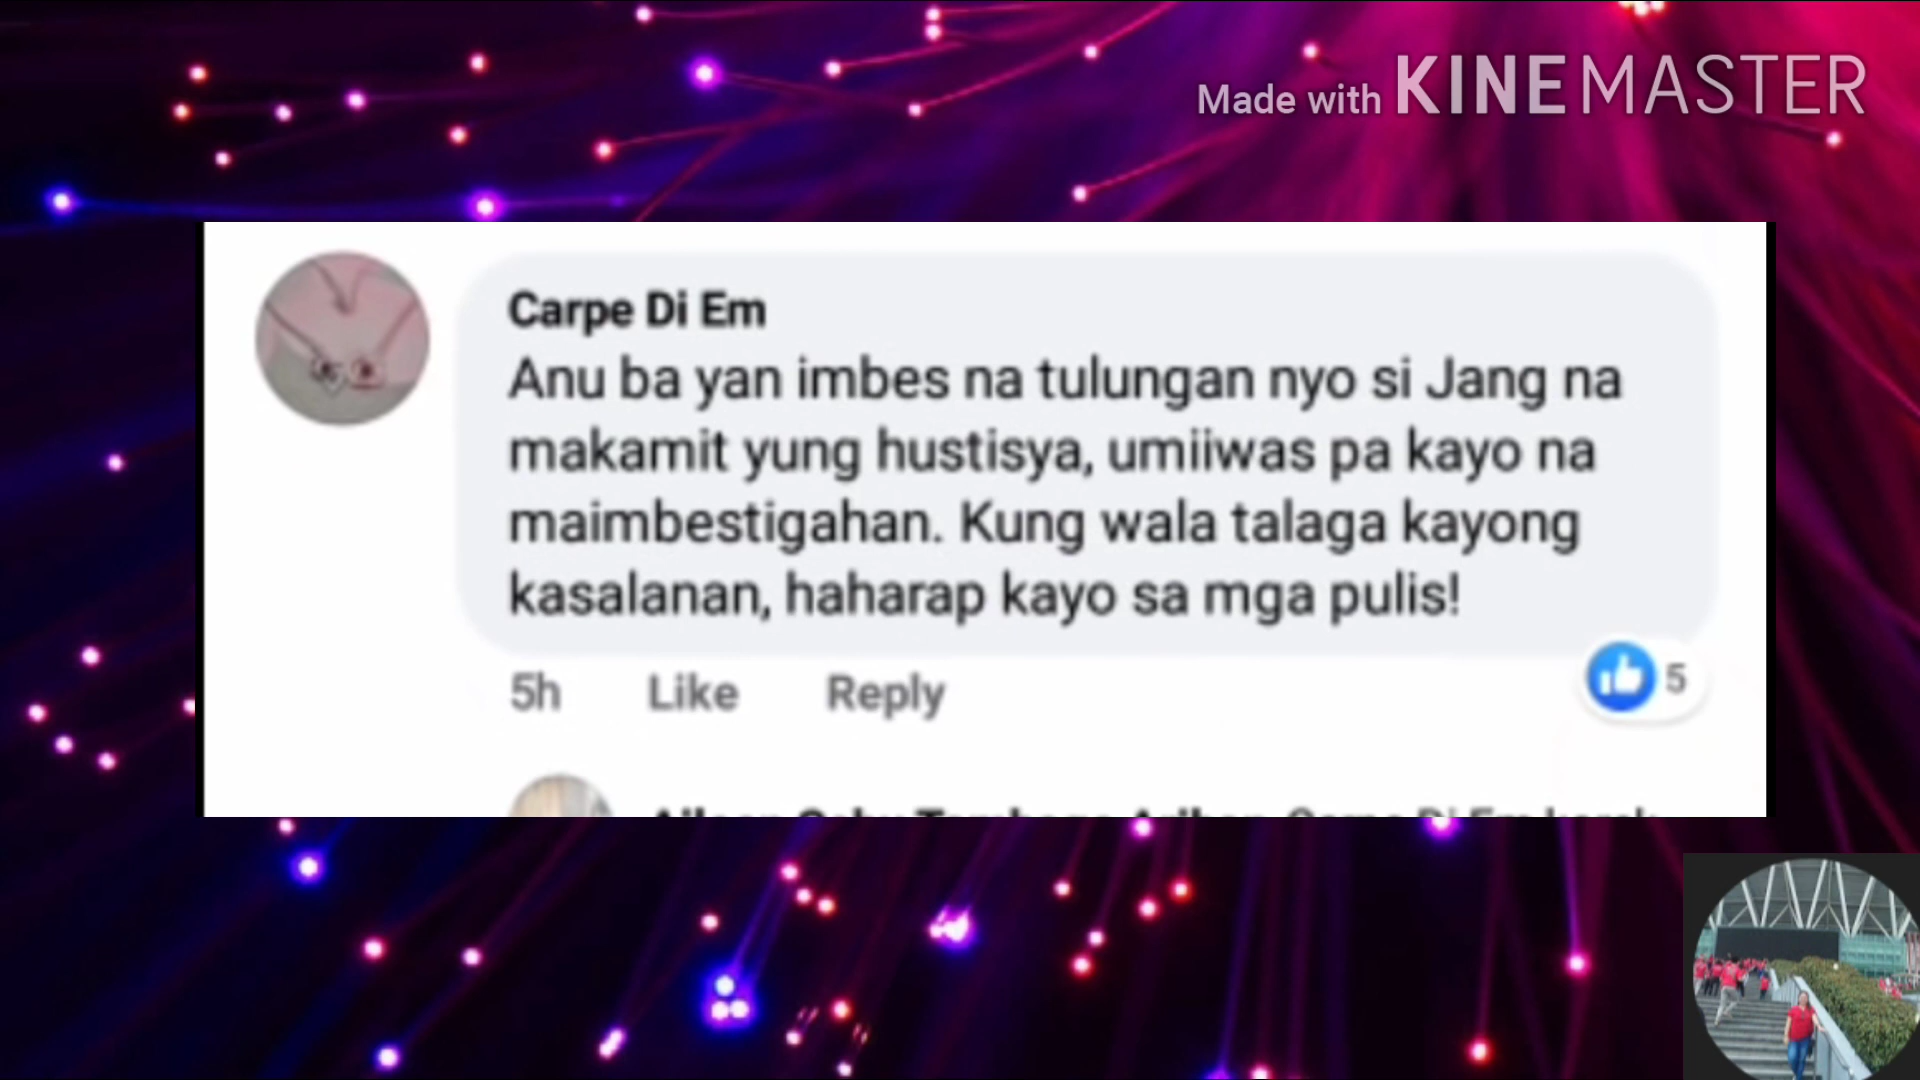 Made with KINEMASTER
Carpe Di Em
Anu ba yan imbes na tulungan nyo si Jang na
makamit yung hustisya, umiiwas pa kayo na
maimbestigahan. Kung wala talaga kayong
kasalanan, haharap kayo sa mga pulis!
5h Like Reply
5